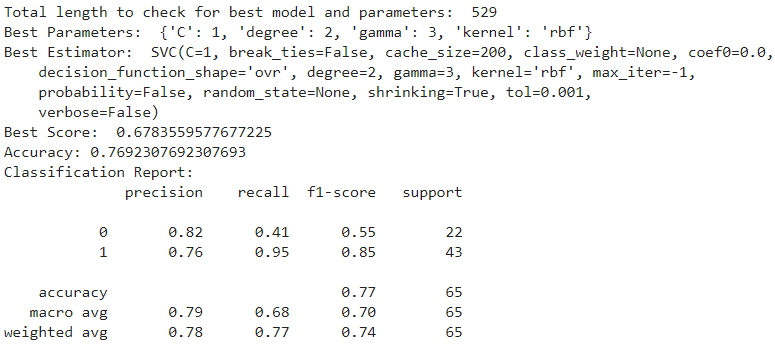 Total length to check for best model and parameters:  529
Best Parameters:  {'C': 1, 'degree': 2, 'gamma': 3, 'kernel': 'rbf'}
Best Estimator:  SVC(C=1, break_ties=False, cache_size=200, class_weight=None, coef0=0.0,
    decision_function_shape='ovr', degree=2, gamma=3, kernel='rbf', max_iter=-1,
    probability=False, random_state=None, shrinking=True, tol=0.001,
    verbose=False)
Best Score:  0.6783559577677225
Accuracy: 0.7692307692307693
Classification Report:
              precision    recall  f1-score   support

           0       0.82      0.41      0.55        22
           1       0.76      0.95      0.85        43

    accuracy                           0.77        65
   macro avg       0.79      0.68      0.70        65
weighted avg       0.78      0.77      0.74        65